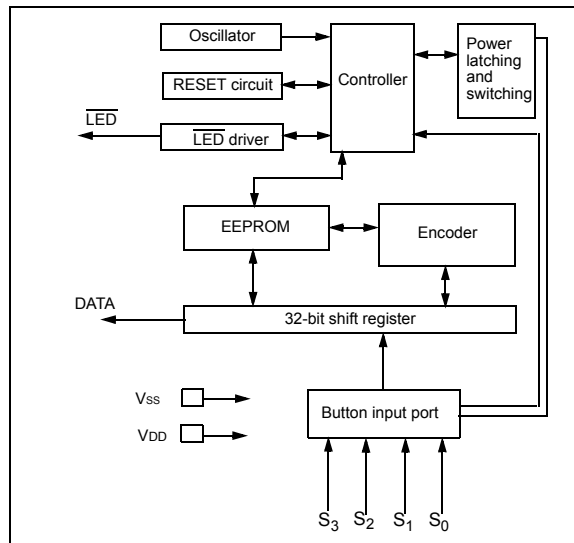 Oscillator
Controller
Power
latching
and
switching
RESET circuit
LED
LED driver
EEPROM
Encoder
DATA
32-bit shift register
VSS
Button input port
VDD
S3 S2 S1 S0